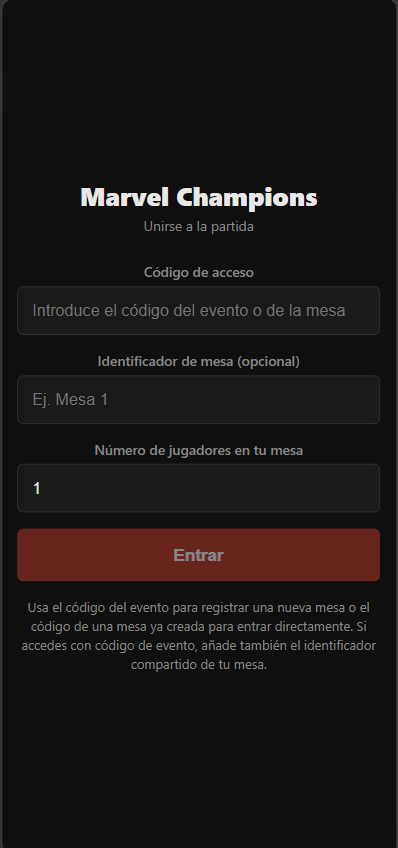 Marvel Champions
Unirse a la partida
Código de acceso
Introduce el código del evento o de la mesa
Identificador de mesa (opcional)
Ej. Mesa 1
Número de jugadores en tu mesa
1
Entrar
Usa el código del evento para registrar una nueva mesa o el
código de una mesa ya creada para entrar directamente. Si
accedes con código de evento, añade también el identificador
compartido de tu mesa.